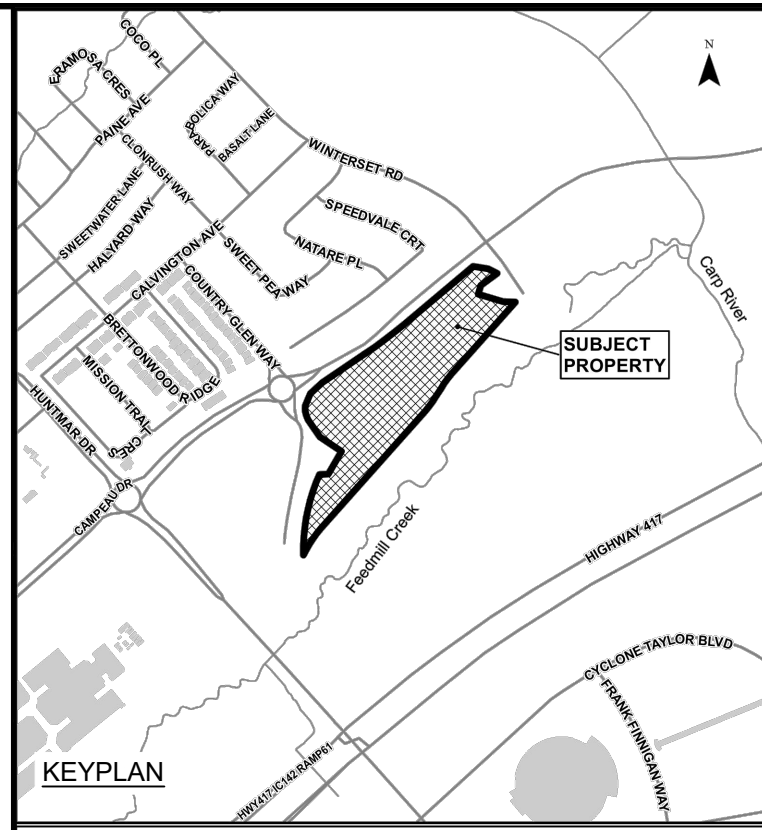 COCO PL
N
ERAMOSA CRES
PAINE AVE
PARABOLICA WAY
BASALT LANE
CLONRUSH WAY
WINTERSET RD
SWEETWATER LANE
HALYARD WAY
SPEEDVALE CRT
CALVINGTON AVE
SWEET PEA WAY
NATARE PL
COUNTRY GLEN WAY
Carp River
BRETTONWOOD RIDGE
SUBJECT
PROPERTY
MISSION TRAIL CRES
HUNTMAR DR
CAMPEAU DR
Feedmill Creek
HIGHWAY 417
CYCLONE TAYLOR BLVD
FRANK FINNIGAN WAY
HWY417 IC142 RAMP61
KEYPLAN